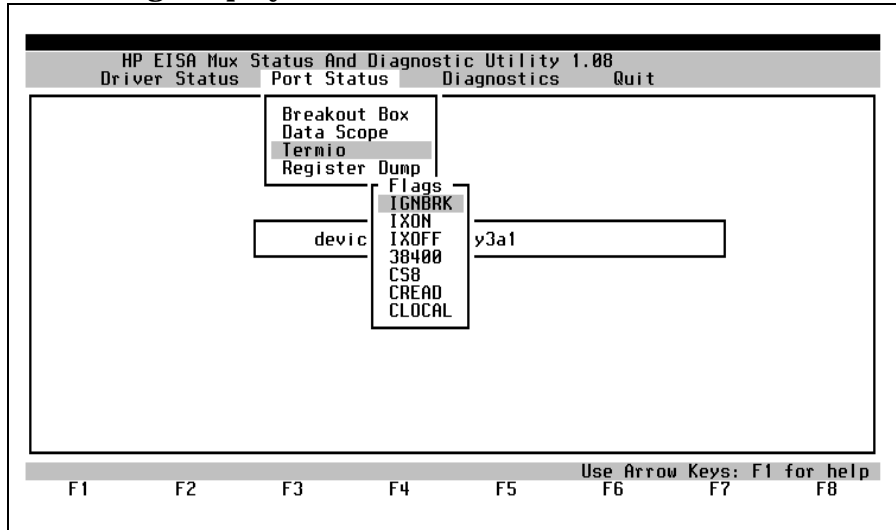 HP EISA Mux Status And Diagnostic Utility 1.08
Driver Status Port Status Diagnostics Quit
Breakout Box
Data Scope
Termio
Register Dump
Flags
IGNBRK
IXON
devic IXOFF y3a1
38400
CS8
CREAD
CLOCAL
Use Arrow Keys: F1 for help
F1 F2 F3 F4 F5 F6 F7 F8